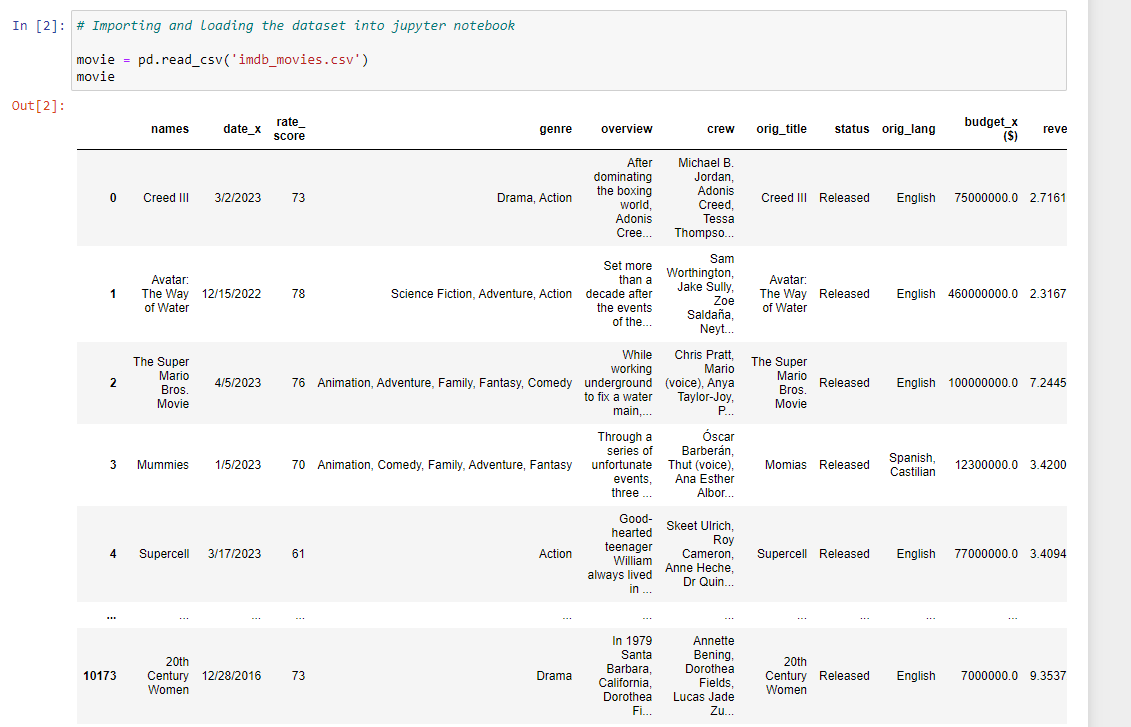 In [2]: # Importing and loading the dataset into jupyter notebook
movie = pd.read_csv('imdb_movies.csv')
movie
Out[2]:
names date_x rate_ score genre overview crew orig_title status orig_lang budget_x ($) reve
0 Creed III 3/2/2023 73 Drama, Action After dominating the boxing world, Adonis Cree... Michael B. Jordan, Adonis Creed, Tessa Thompso... Creed III Released English 75000000.0 2.7161
1 Avatar: The Way of Water 12/15/2022 78 Science Fiction, Adventure, Action Set more than a decade after the events of the... Sam Worthington, Jake Sully, Zoe Saldaña, Neyt... Avatar: The Way of Water Released English 460000000.0 2.3167
2 The Super Mario Bros. Movie 4/5/2023 76 Animation, Adventure, Family, Fantasy, Comedy While working underground to fix a water main,... Chris Pratt, Mario (voice), Anya Taylor-Joy, P... The Super Mario Bros. Movie Released English 100000000.0 7.2445
3 Mummies 1/5/2023 70 Animation, Comedy, Family, Adventure, Fantasy Through a series of unfortunate events, three ... Óscar Barberán, Thut (voice), Ana Esther Albor... Momias Released Spanish, Castilian 12300000.0 3.4200
4 Supercell 3/17/2023 61 Action Good-hearted teenager William always lived in ... Skeet Ulrich, Roy Cameron, Anne Heche, Dr Quin... Supercell Released English 77000000.0 3.4094
... ... ... ... ... ... ... ... ... ... ...
10173 20th Century Women 12/28/2016 73 Drama In 1979 Santa Barbara, California, Dorothea Fi... Annette Bening, Dorothea Fields, Lucas Jade Zu... 20th Century Women Released English 7000000.0 9.3537